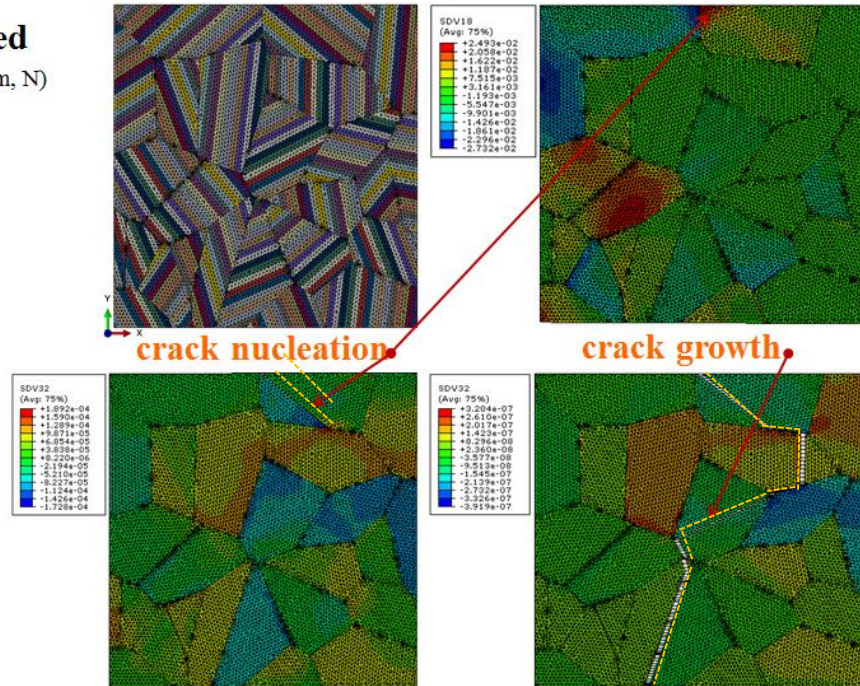 ed
m, N)
Y
X
SDV18
(Avg: 75%)
+2.493e-02
+2.058e-02
+1.622e-02
+1.187e-02
+7.515e-03
+3.161e-03
-1.193e-03
-5.547e-03
-9.901e-03
-1.426e-02
-1.861e-02
-2.296e-02
-2.732e-02
crack nucleation
crack growth
SDV32
(Avg: 75%)
+1.892e-04
+1.590e-04
+1.289e-04
+9.871e-05
+6.854e-05
+3.838e-05
+8.220e-06
-2.194e-05
-5.210e-05
-8.227e-05
-1.124e-04
-1.426e-04
-1.728e-04
SDV32
(Avg: 75%)
+3.204e-07
+2.610e-07
+2.017e-07
+1.423e-07
+8.296e-08
+2.360e-08
-3.577e-08
-9.513e-08
-1.545e-07
-2.139e-07
-2.732e-07
-3.326e-07
-3.919e-07